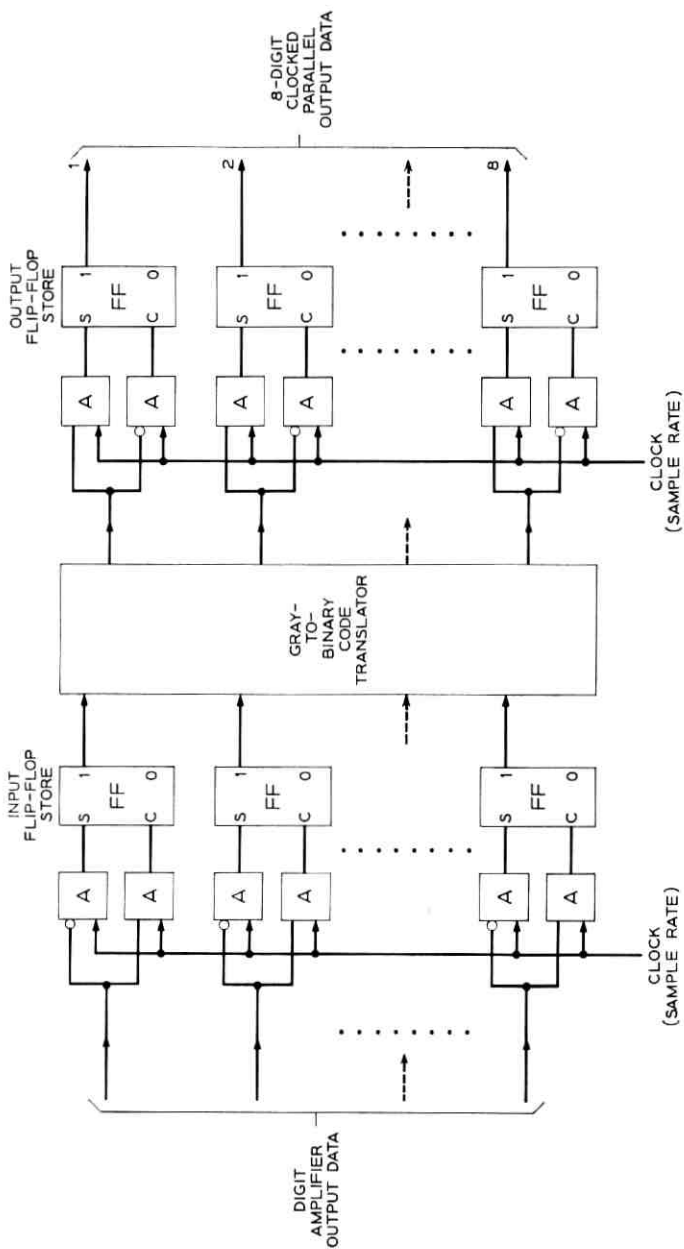 DIGIT
AMPLIFIER
OUTPUT DATA
INPUT
FLIP-FLOP
STORE
A
A
S
1
FF
C
0
A
A
S
1
FF
C
0
A
A
S
1
FF
C
0
CLOCK
(SAMPLE RATE)
GRAY-
TO-
BINARY
CODE
TRANSLATOR
OUTPUT
FLIP-FLOP
STORE
A
A
S
1
FF
C
0
A
A
S
1
FF
C
0
A
A
S
1
FF
C
0
CLOCK
(SAMPLE RATE)
1
2
8
8-DIGIT
CLOCKED
PARALLEL
OUTPUT DATA